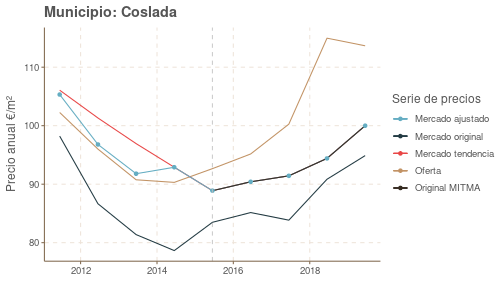 Municipio: Coslada
Precio anual €/m²
110
100
90
80
2012
2014
2016
2018
Serie de precios
Mercado ajustado
Mercado original
Mercado tendencia
Oferta
Original MITMA